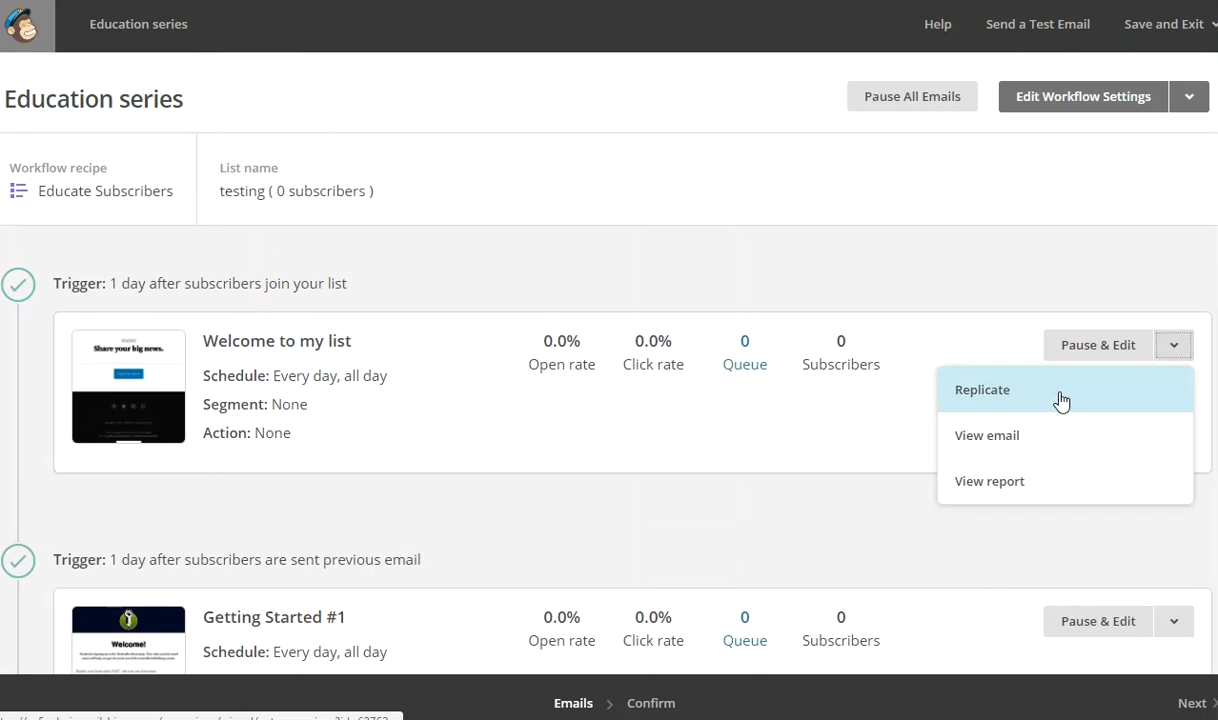 Education series
Help
Send a Test Email
Save and Exit
Education series
Pause All Emails
Edit Workflow Settings
Workflow recipe
Educate Subscribers
List name
testing ( 0 subscribers )
Trigger: 1 day after subscribers join your list
Share your big news.
Welcome to my list
Schedule: Every day, all day
Segment: None
Action: None
0.0%
Open rate
0.0%
Click rate
0
Queue
0
Subscribers
Pause & Edit
Replicate
View email
View report
Trigger: 1 day after subscribers are sent previous email
Welcome!
Getting Started #1
Schedule: Every day, all day
0.0%
Open rate
0.0%
Click rate
0
Queue
0
Subscribers
Pause & Edit
Emails
Confirm
Next